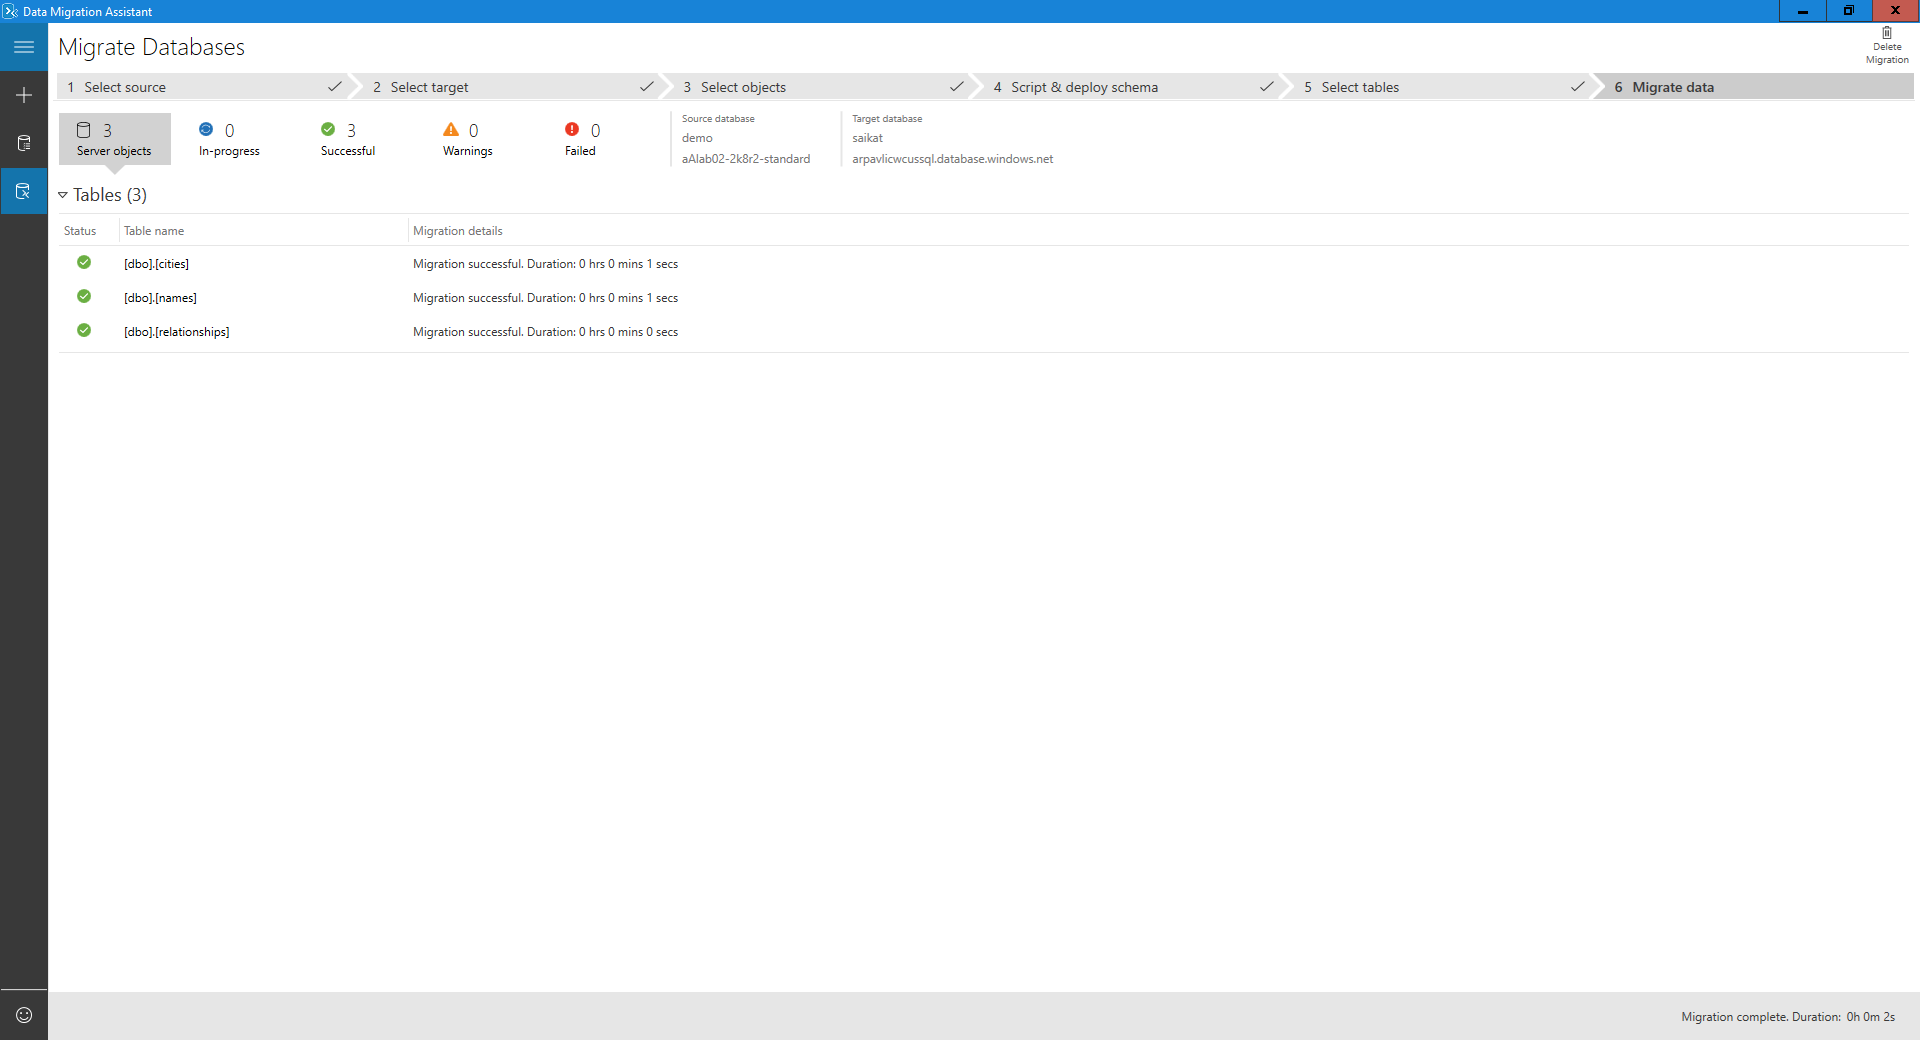 Data Migration Assistant
Migrate Databases
Delete
Migration
1 Select source
2 Select target
3 Select objects
4 Script & deploy schema
5 Select tables
6 Migrate data
3
Server objects
0
In-progress
3
Successful
0
Warnings
0
Failed
Source database
demo
aAlab02-2k8r2-standard
Target database
saikat
arpavlicwcussql.database.windows.net
Tables (3)
Status Table name Migration details
[dbo].[cities] Migration successful. Duration: 0 hrs 0 mins 1 secs
[dbo].[names] Migration successful. Duration: 0 hrs 0 mins 1 secs
[dbo].[relationships] Migration successful. Duration: 0 hrs 0 mins 0 secs
Migration complete. Duration: 0h 0m 2s